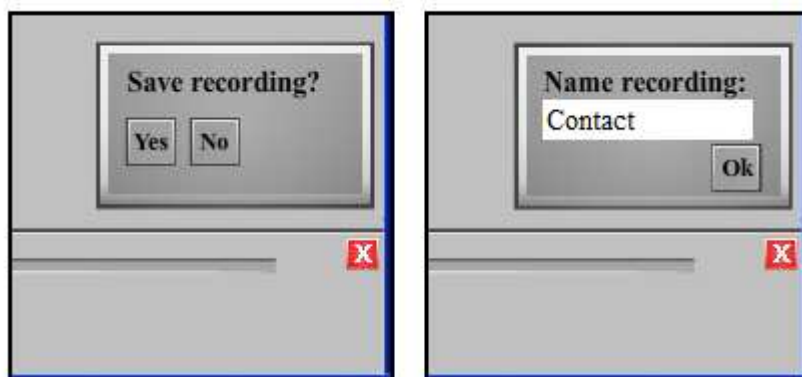 Save recording?
Yes No
X
Name recording:
Contact
Ok
X